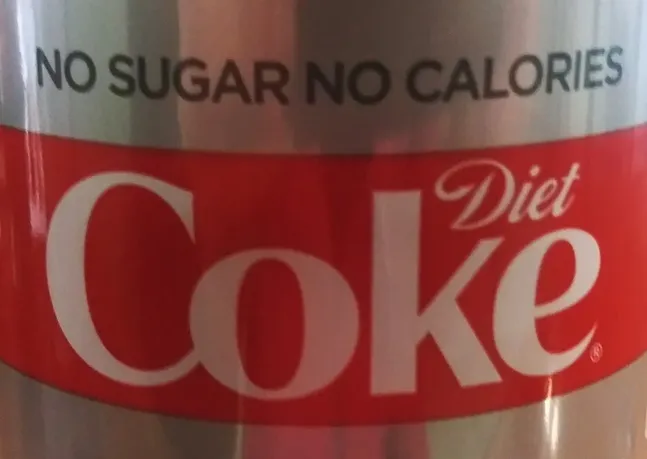 NO SUGAR NO CALORIES
Diet
Coke®